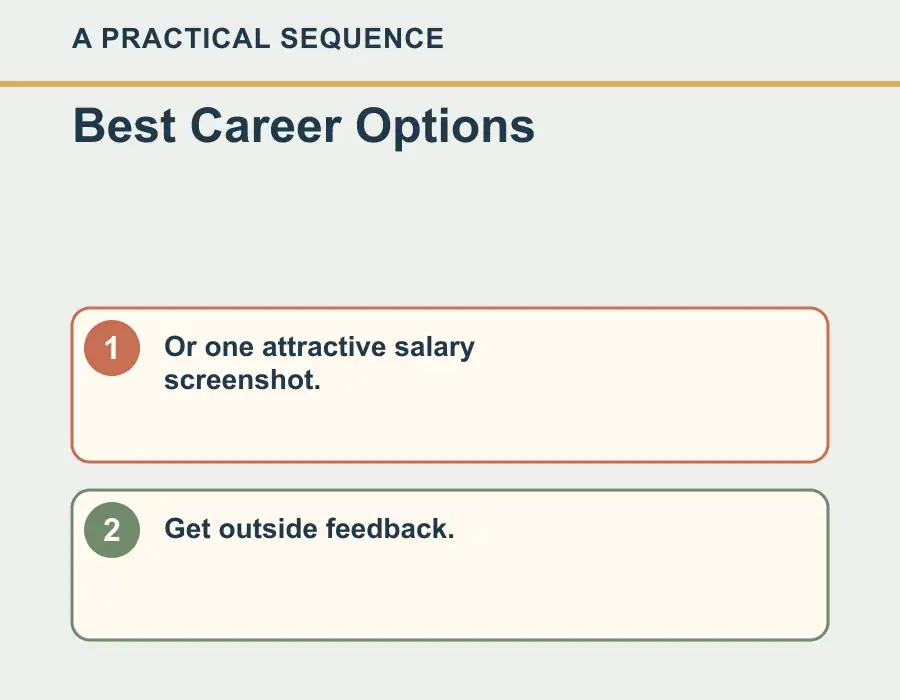 A PRACTICAL SEQUENCE
Best Career Options
1
Or one attractive salary
screenshot.
2
Get outside feedback.